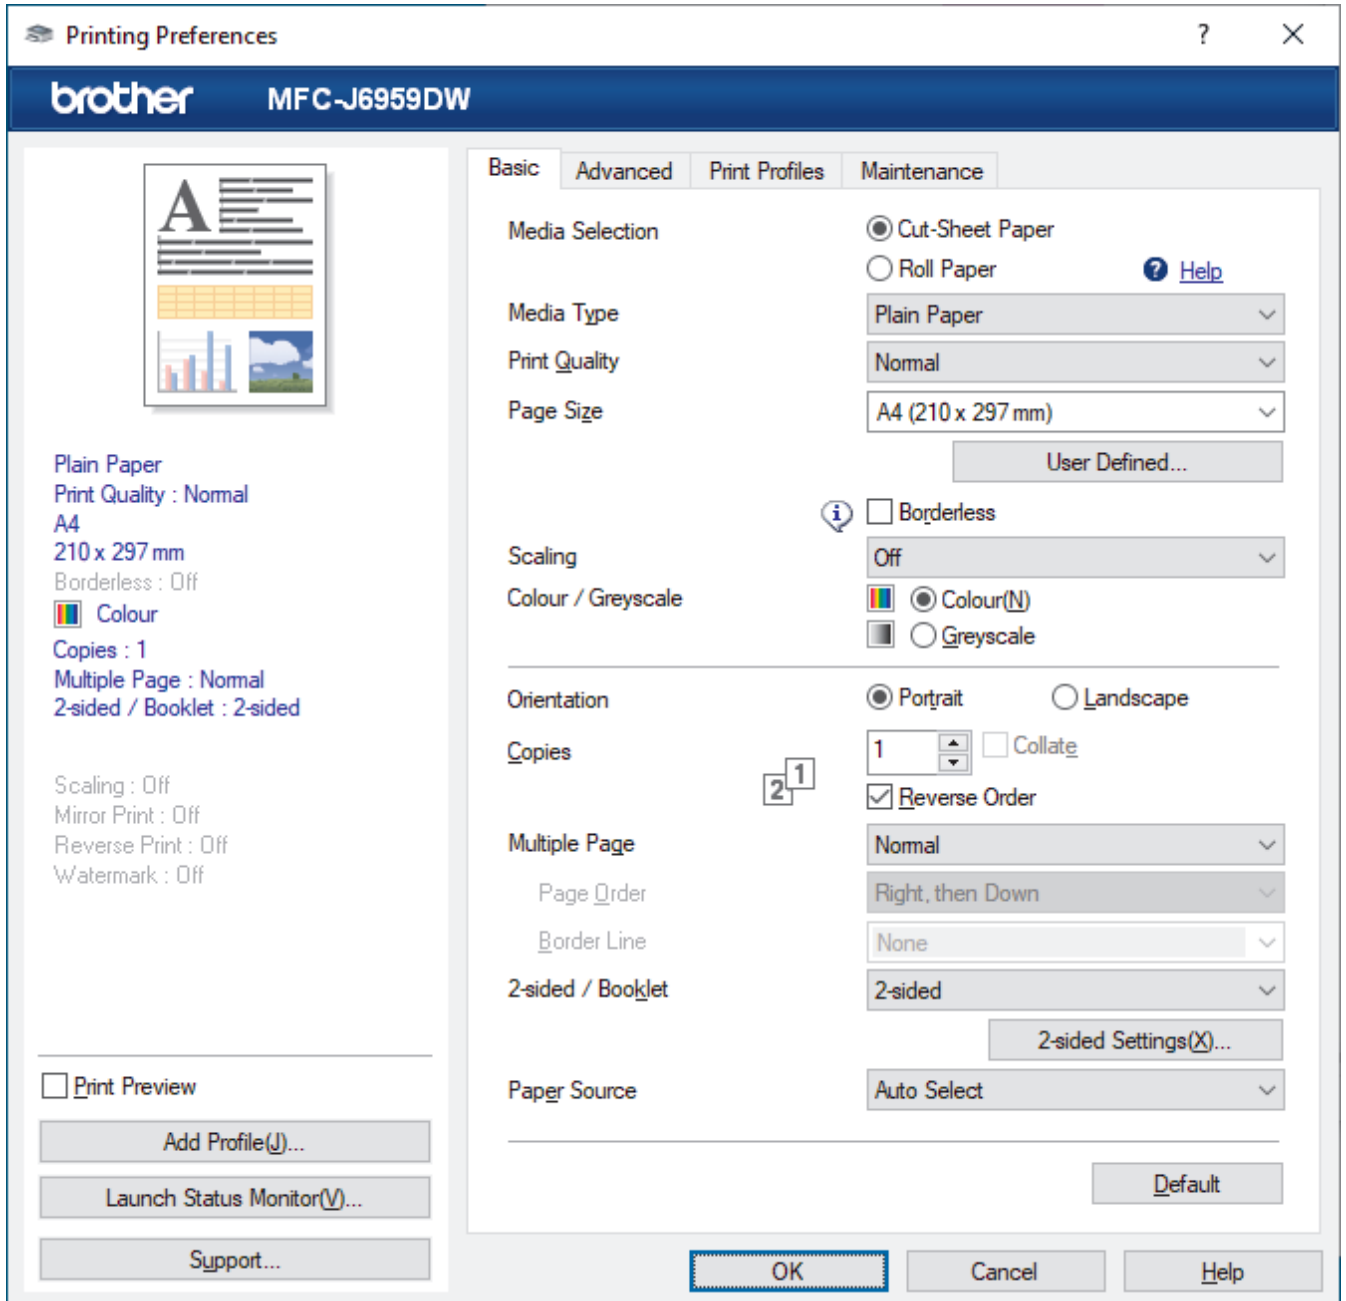 Printing Preferences ?
brother MFC-J6959DW
Basic Advanced Print Profiles Maintenance
A
Plain Paper
Print Quality : Normal
A4
210 x 297 mm
Borderless : Off
Colour
Copies : 1
Multiple Page : Normal
2-sided / Booklet : 2-sided
Scaling : Off
Mirror Print : Off
Reverse Print : Off
Watermark : Off
Print Preview
Add Profile(J)...
Launch Status Monitor(V)...
Support...
Media Selection Cut-Sheet Paper
Roll Paper ? Help
Media Type Plain Paper
Print Quality Normal
Page Size A4 (210 x 297 mm)
User Defined...
i Borderless
Scaling Off
Colour / Greyscale Colour(N)
Greyscale
Orientation Portrait Landscape
Copies 1 Collate
2 1 Reverse Order
Multiple Page Normal
Page Order Right, then Down
Border Line None
2-sided / Booklet 2-sided
2-sided Settings(X)...
Paper Source Auto Select
Default
OK Cancel Help